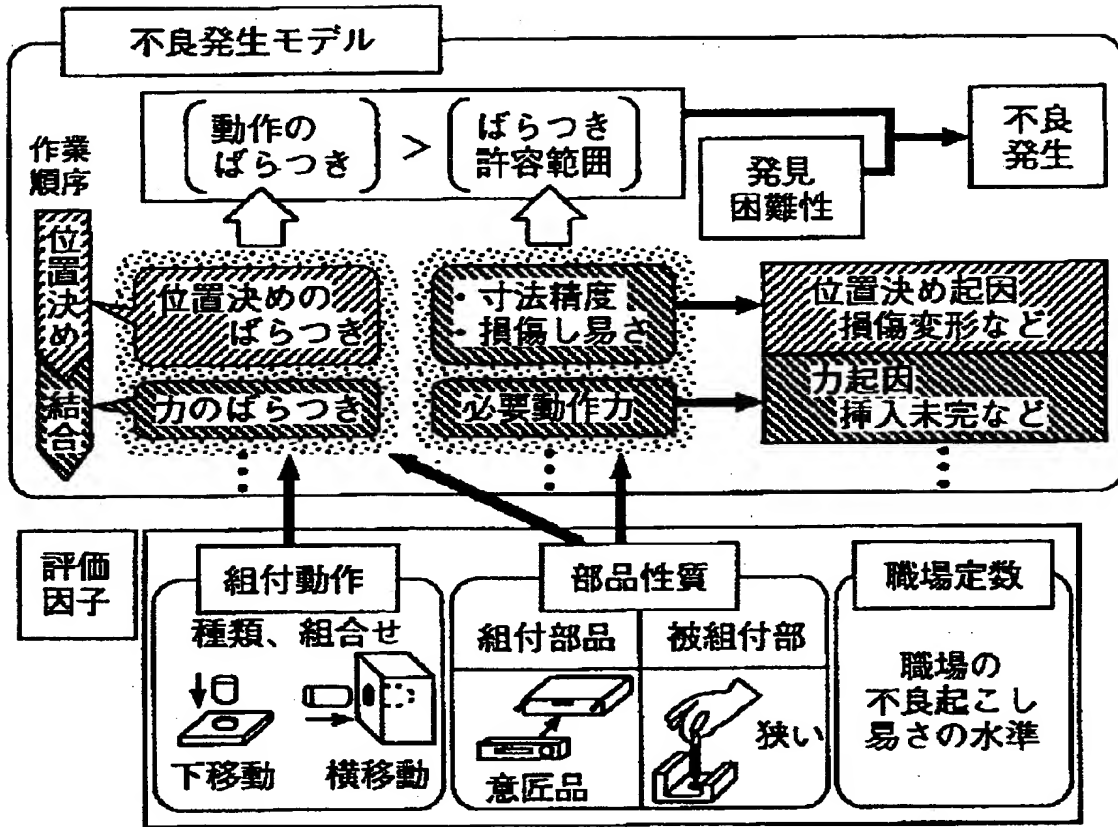 不良発生モデル
動作の
ばらつき
>
ばらつき
許容範囲
不良
発生
発見
困難性
作業
順序
位置決め
結合
位置決めの
ばらつき
・寸法精度
・損傷し易さ
位置決め起因
損傷変形など
力のばらつき
必要動作力
力起因
挿入未完など
評価
因子
組付動作
種類、組合せ
下移動
横移動
部品性質
組付部品
被組付部
意匠品
狭い
職場定数
職場の
不良起こし
易さの水準